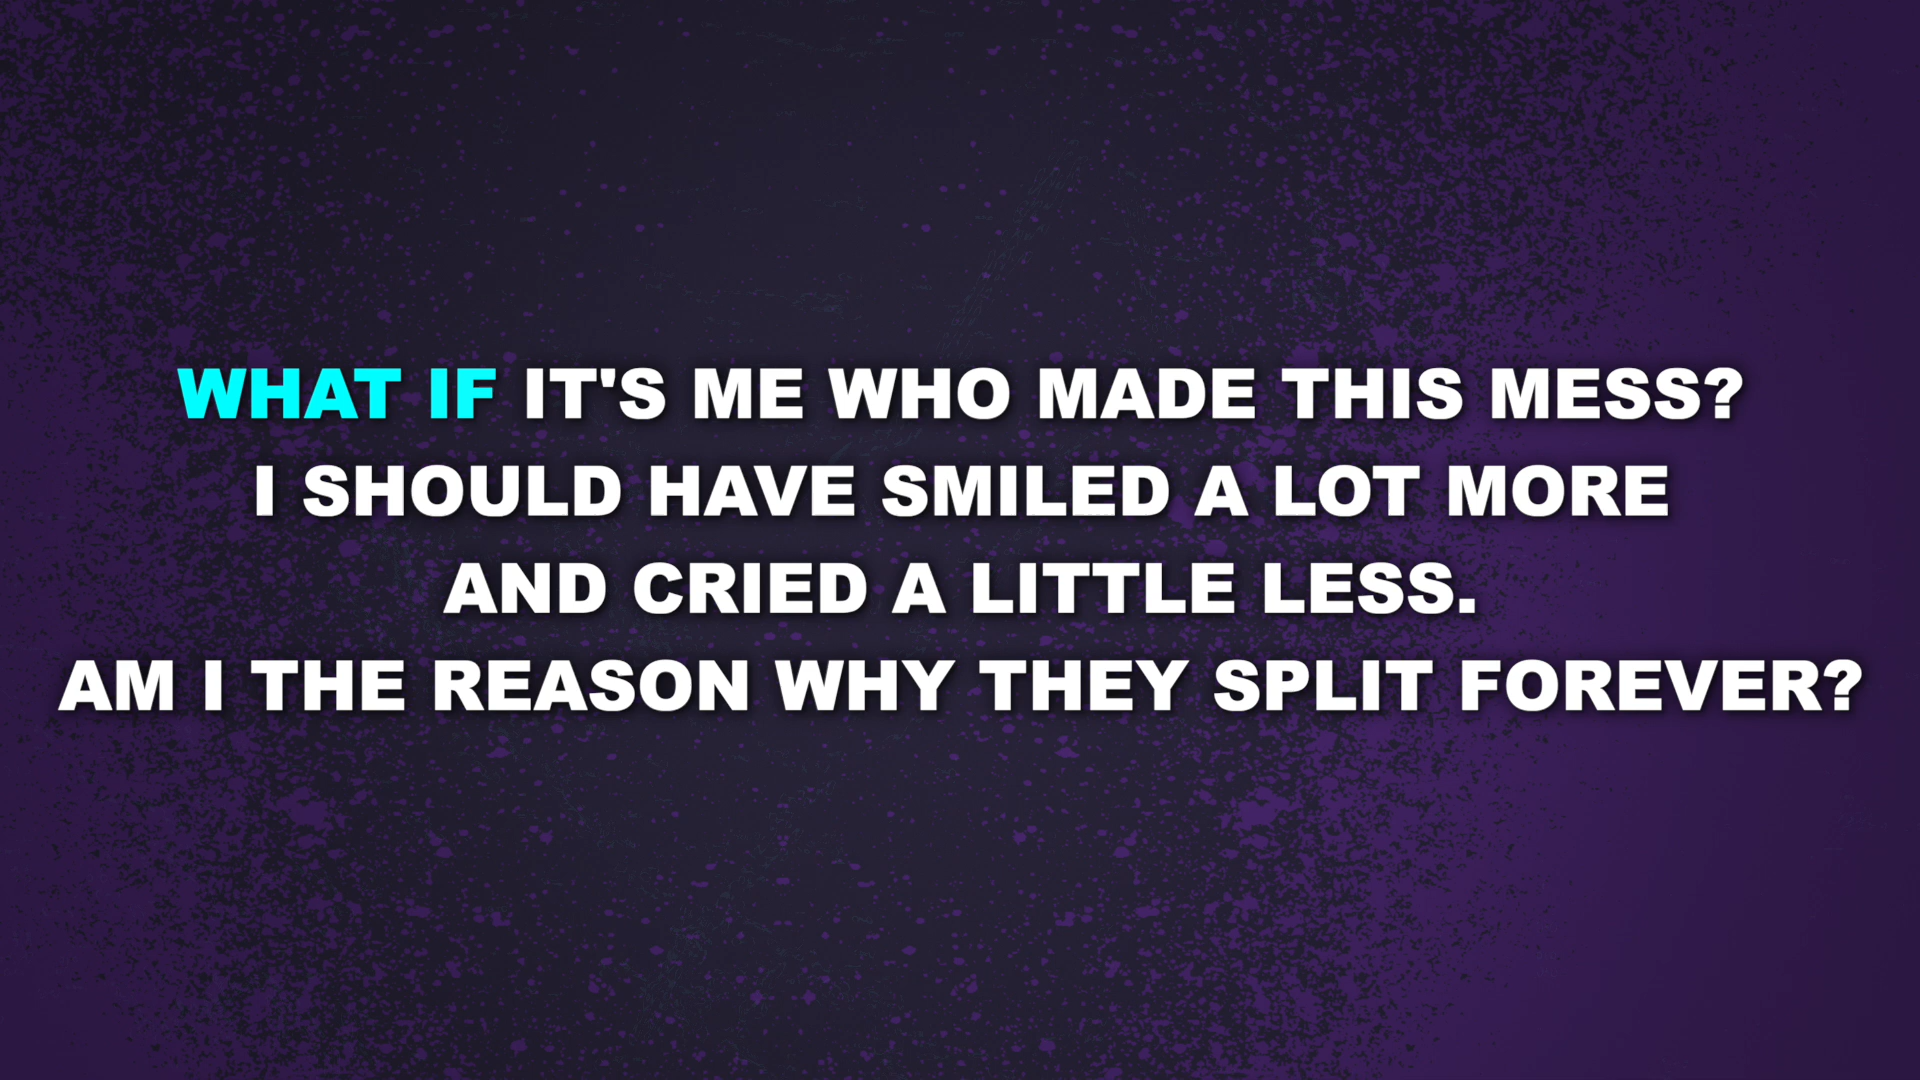 WHAT IF IT'S ME WHO MADE THIS MESS?
I SHOULD HAVE SMILED A LOT MORE
AND CRIED A LITTLE LESS.
AM I THE REASON WHY THEY SPLIT FOREVER?